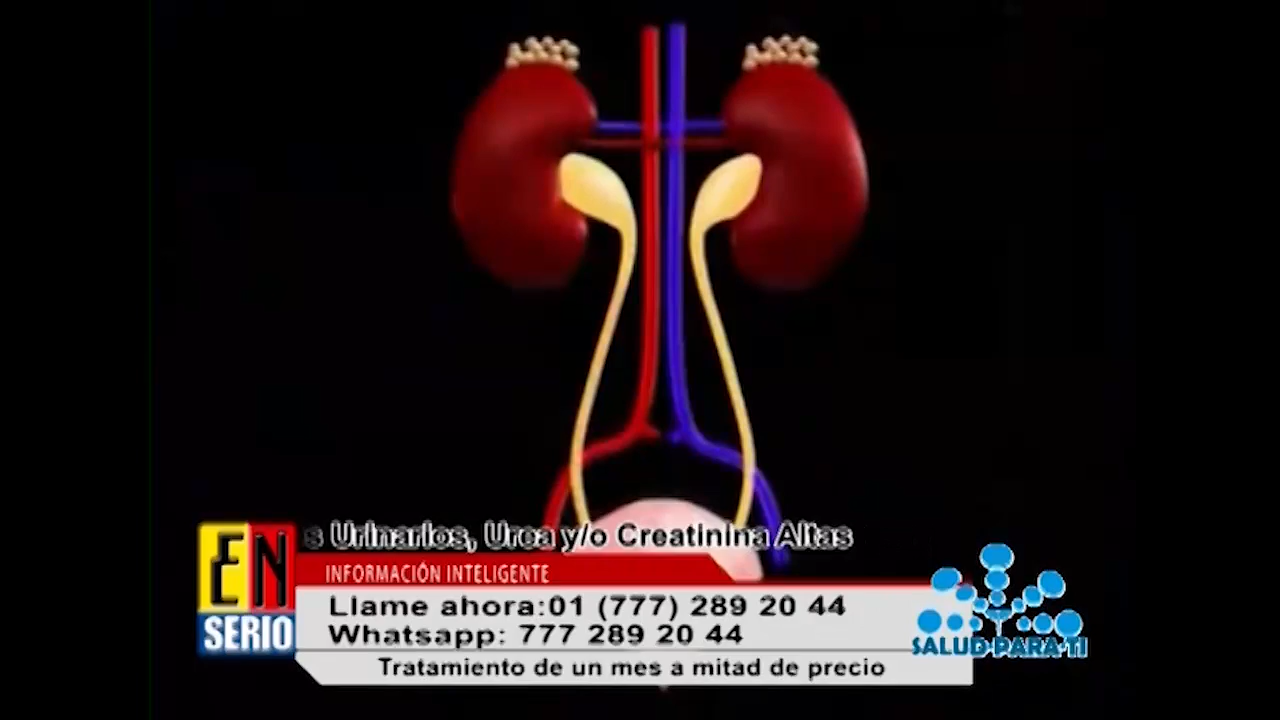 s Urinarios, Urea y/o Creatinina Altas
EN
SERIO
INFORMACIÓN INTELIGENTE
Llame ahora:01 (777) 289 20 44
Whatsapp: 777 289 20 44
Tratamiento de un mes a mitad de precio
SALUD PARA TI